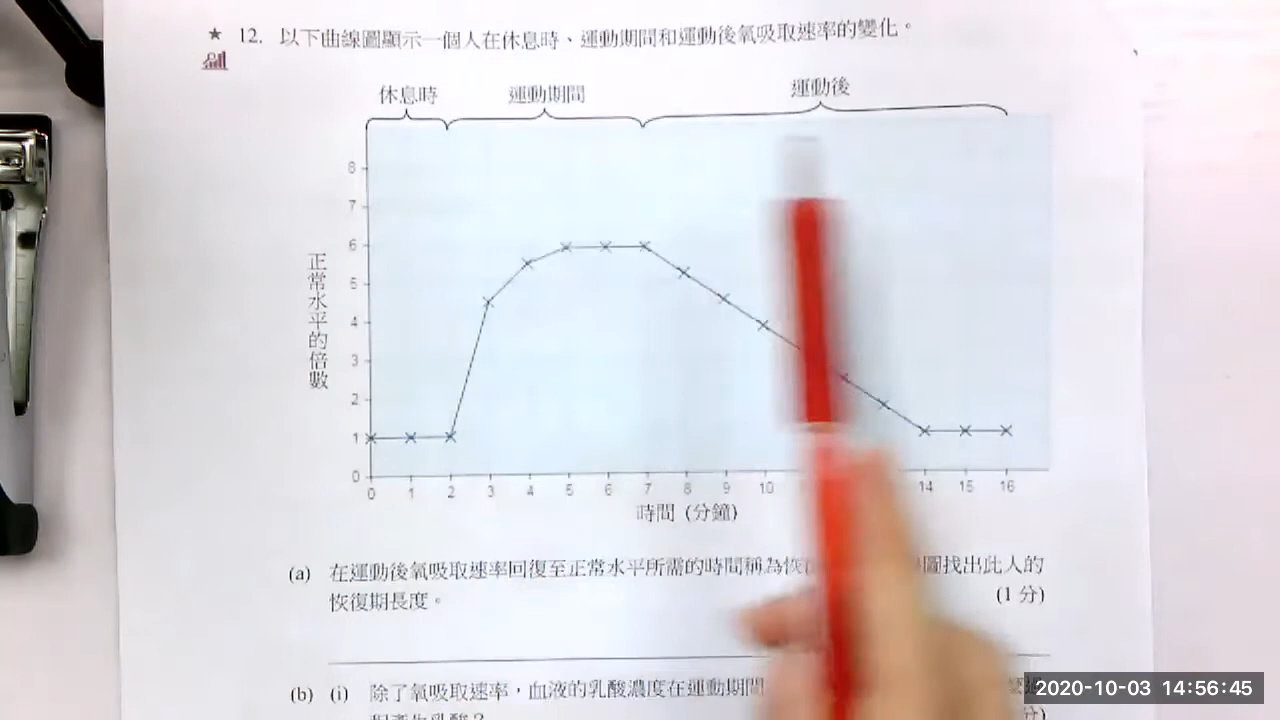 ★ 12. 以下曲線圖顯示一個人在休息時、運動期間和運動後氧吸取速率的變化。
休息時 運動期間 運動後
8
7
6
5
4
3
2
1
0
正常水平的倍數
0 1 2 3 4 5 6 7 8 9 10 14 15 16
時間 (分鐘)
(a) 在運動後氧吸取速率回復至正常水平所需的時間稱為恢 圖找出此人的
恢復期長度。 (1 分)
(b) (i) 除了氧吸取速率，血液的乳酸濃度在運動期間
2020-10-03 14:56:45
分)